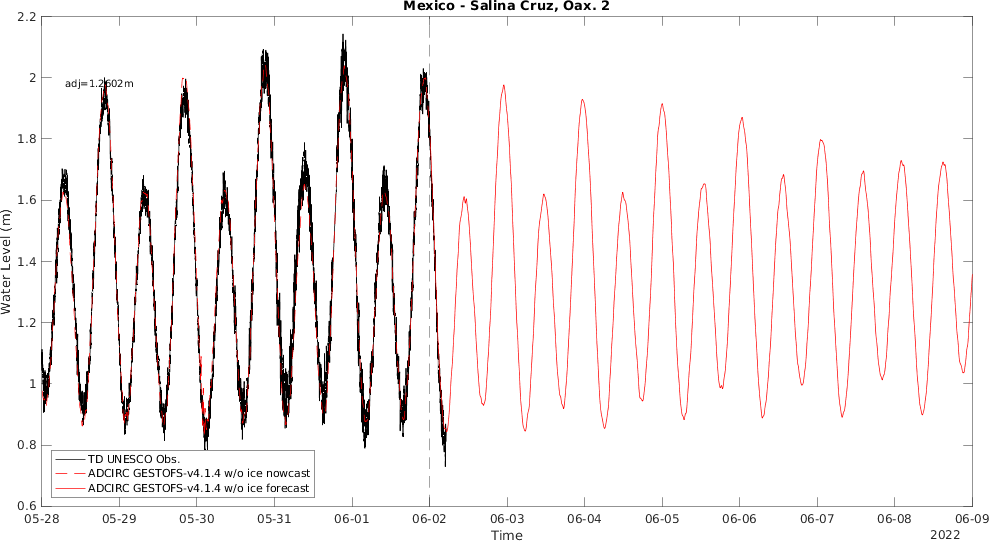 Mexico - Salina Cruz, Oax. 2
2.2
2
1.8
1.6
1.4
1.2
1
0.8
0.6
Water Level (m)
adj=1.2602m
TD UNESCO Obs.
ADCIRC GESTOFS-v4.1.4 w/o ice nowcast
ADCIRC GESTOFS-v4.1.4 w/o ice forecast
05-28 05-29 05-30 05-31 06-01 06-02 06-03 06-04 06-05 06-06 06-07 06-08 06-09
Time
2022